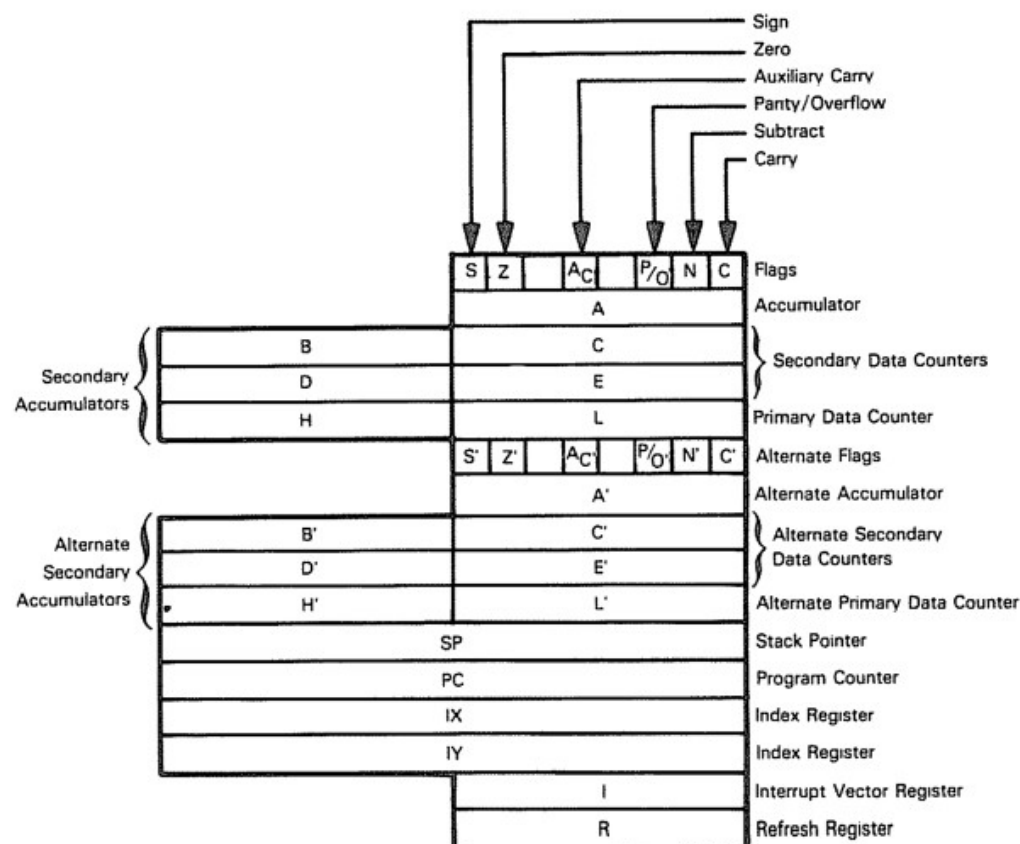 Sign
Zero
Auxiliary Carry
Panty/Overflow
Subtract
Carry
S Z AC P/O N C Flags
A Accumulator
B C
D E
Secondary Data Counters
Secondary
Accumulators
H L Primary Data Counter
S' Z' AC' P/O' N' C' Alternate Flags
A' Alternate Accumulator
B' C'
D' E'
Alternate Secondary
Data Counters
Alternate
Secondary
Accumulators
H' L' Alternate Primary Data Counter
SP Stack Pointer
PC Program Counter
IX Index Register
IY Index Register
I Interrupt Vector Register
R Refresh Register